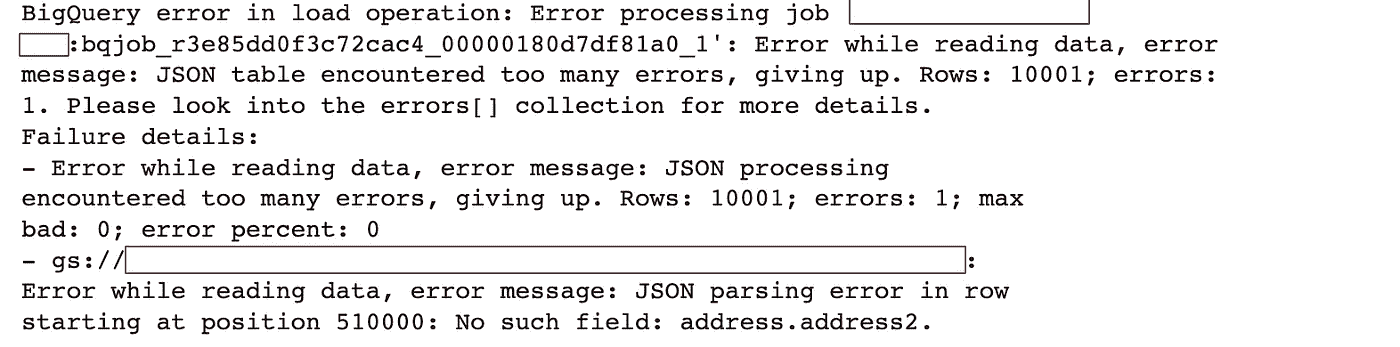 BigQuery error in load operation: Error processing job
:bqjob_r3e85dd0f3c72cac4_00000180d7df81a0_1': Error while reading data, error
message: JSON table encountered too many errors, giving up. Rows: 10001; errors:
1. Please look into the errors[] collection for more details.
Failure details:
- Error while reading data, error message: JSON processing
encountered too many errors, giving up. Rows: 10001; errors: 1; max
bad: 0; error percent: 0
- gs://:
Error while reading data, error message: JSON parsing error in row
starting at position 510000: No such field: address.address2.